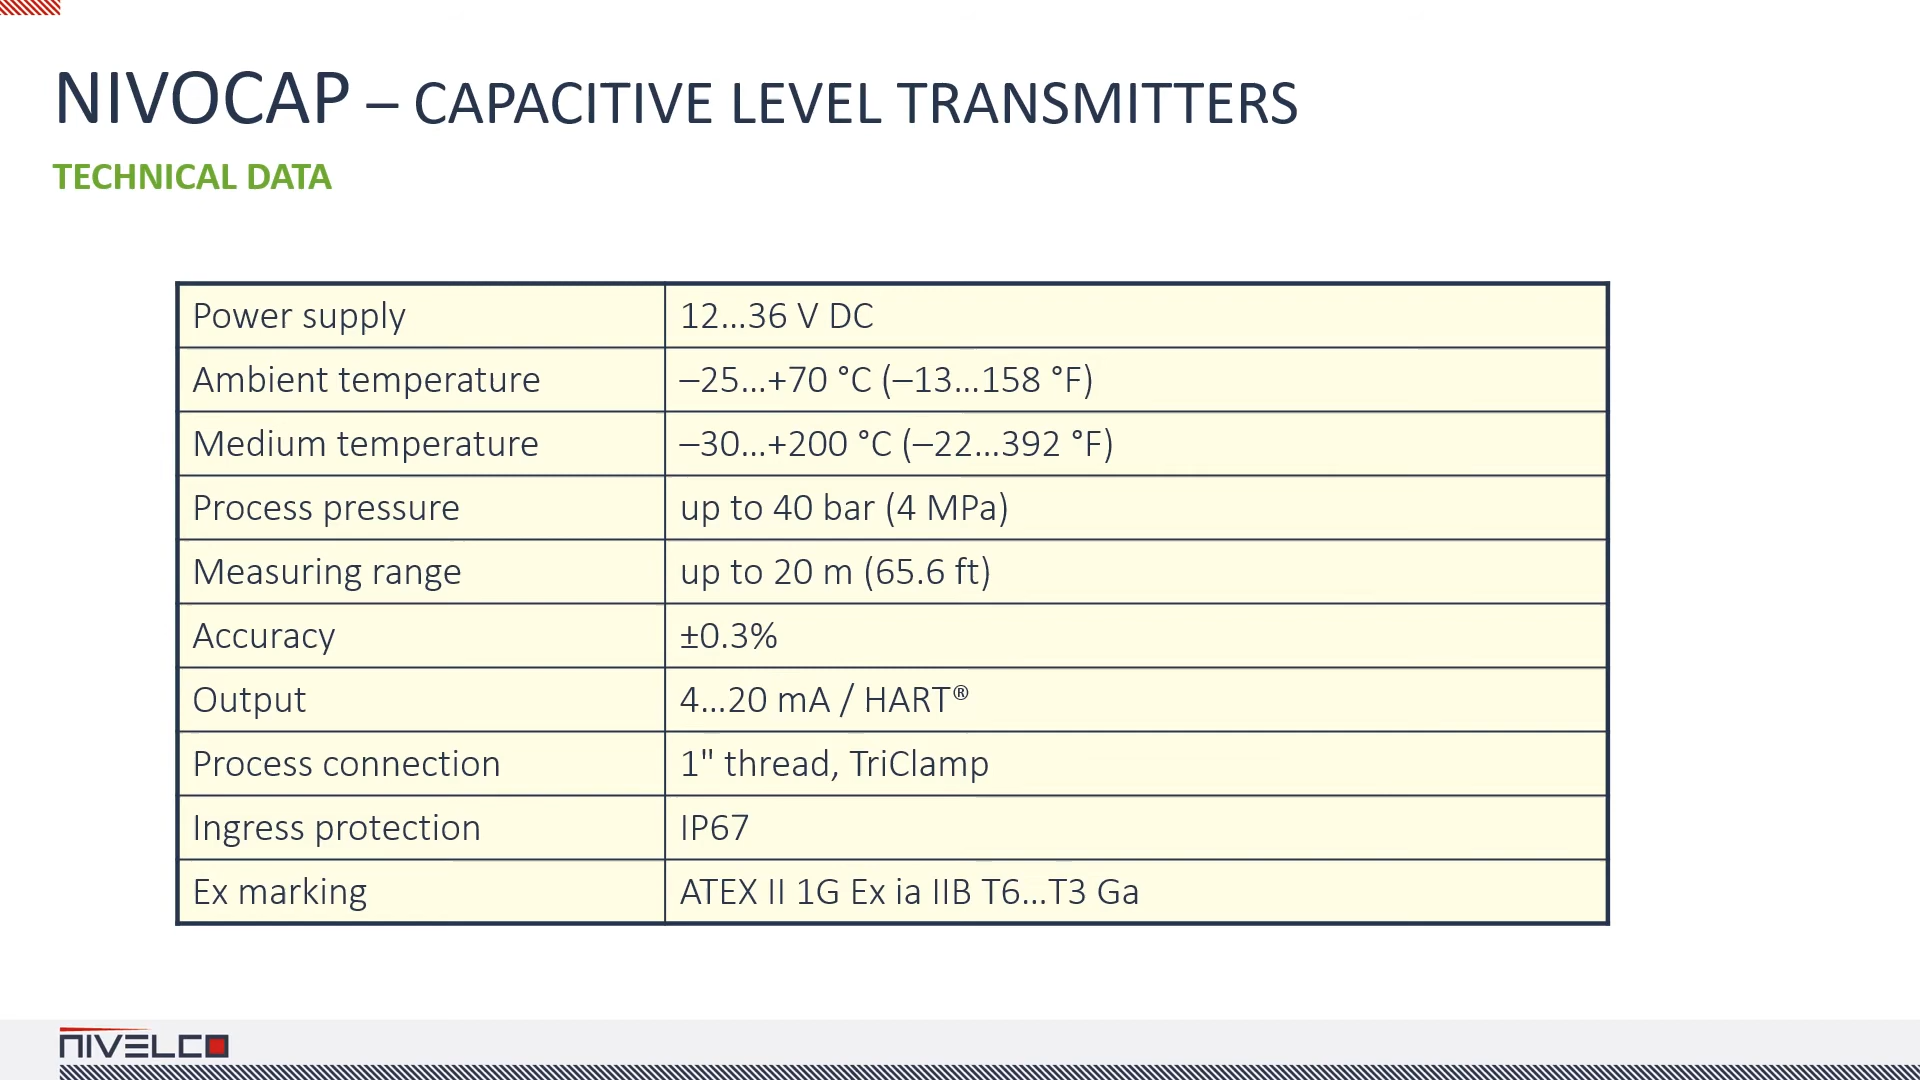 NIVOCAP – CAPACITIVE LEVEL TRANSMITTERS
TECHNICAL DATA
Power supply 12...36 V DC
Ambient temperature –25...+70 °C (–13...158 °F)
Medium temperature –30...+200 °C (–22...392 °F)
Process pressure up to 40 bar (4 MPa)
Measuring range up to 20 m (65.6 ft)
Accuracy ±0.3%
Output 4...20 mA / HART®
Process connection 1" thread, TriClamp
Ingress protection IP67
Ex marking ATEX II 1G Ex ia IIB T6...T3 Ga
NIVELCO